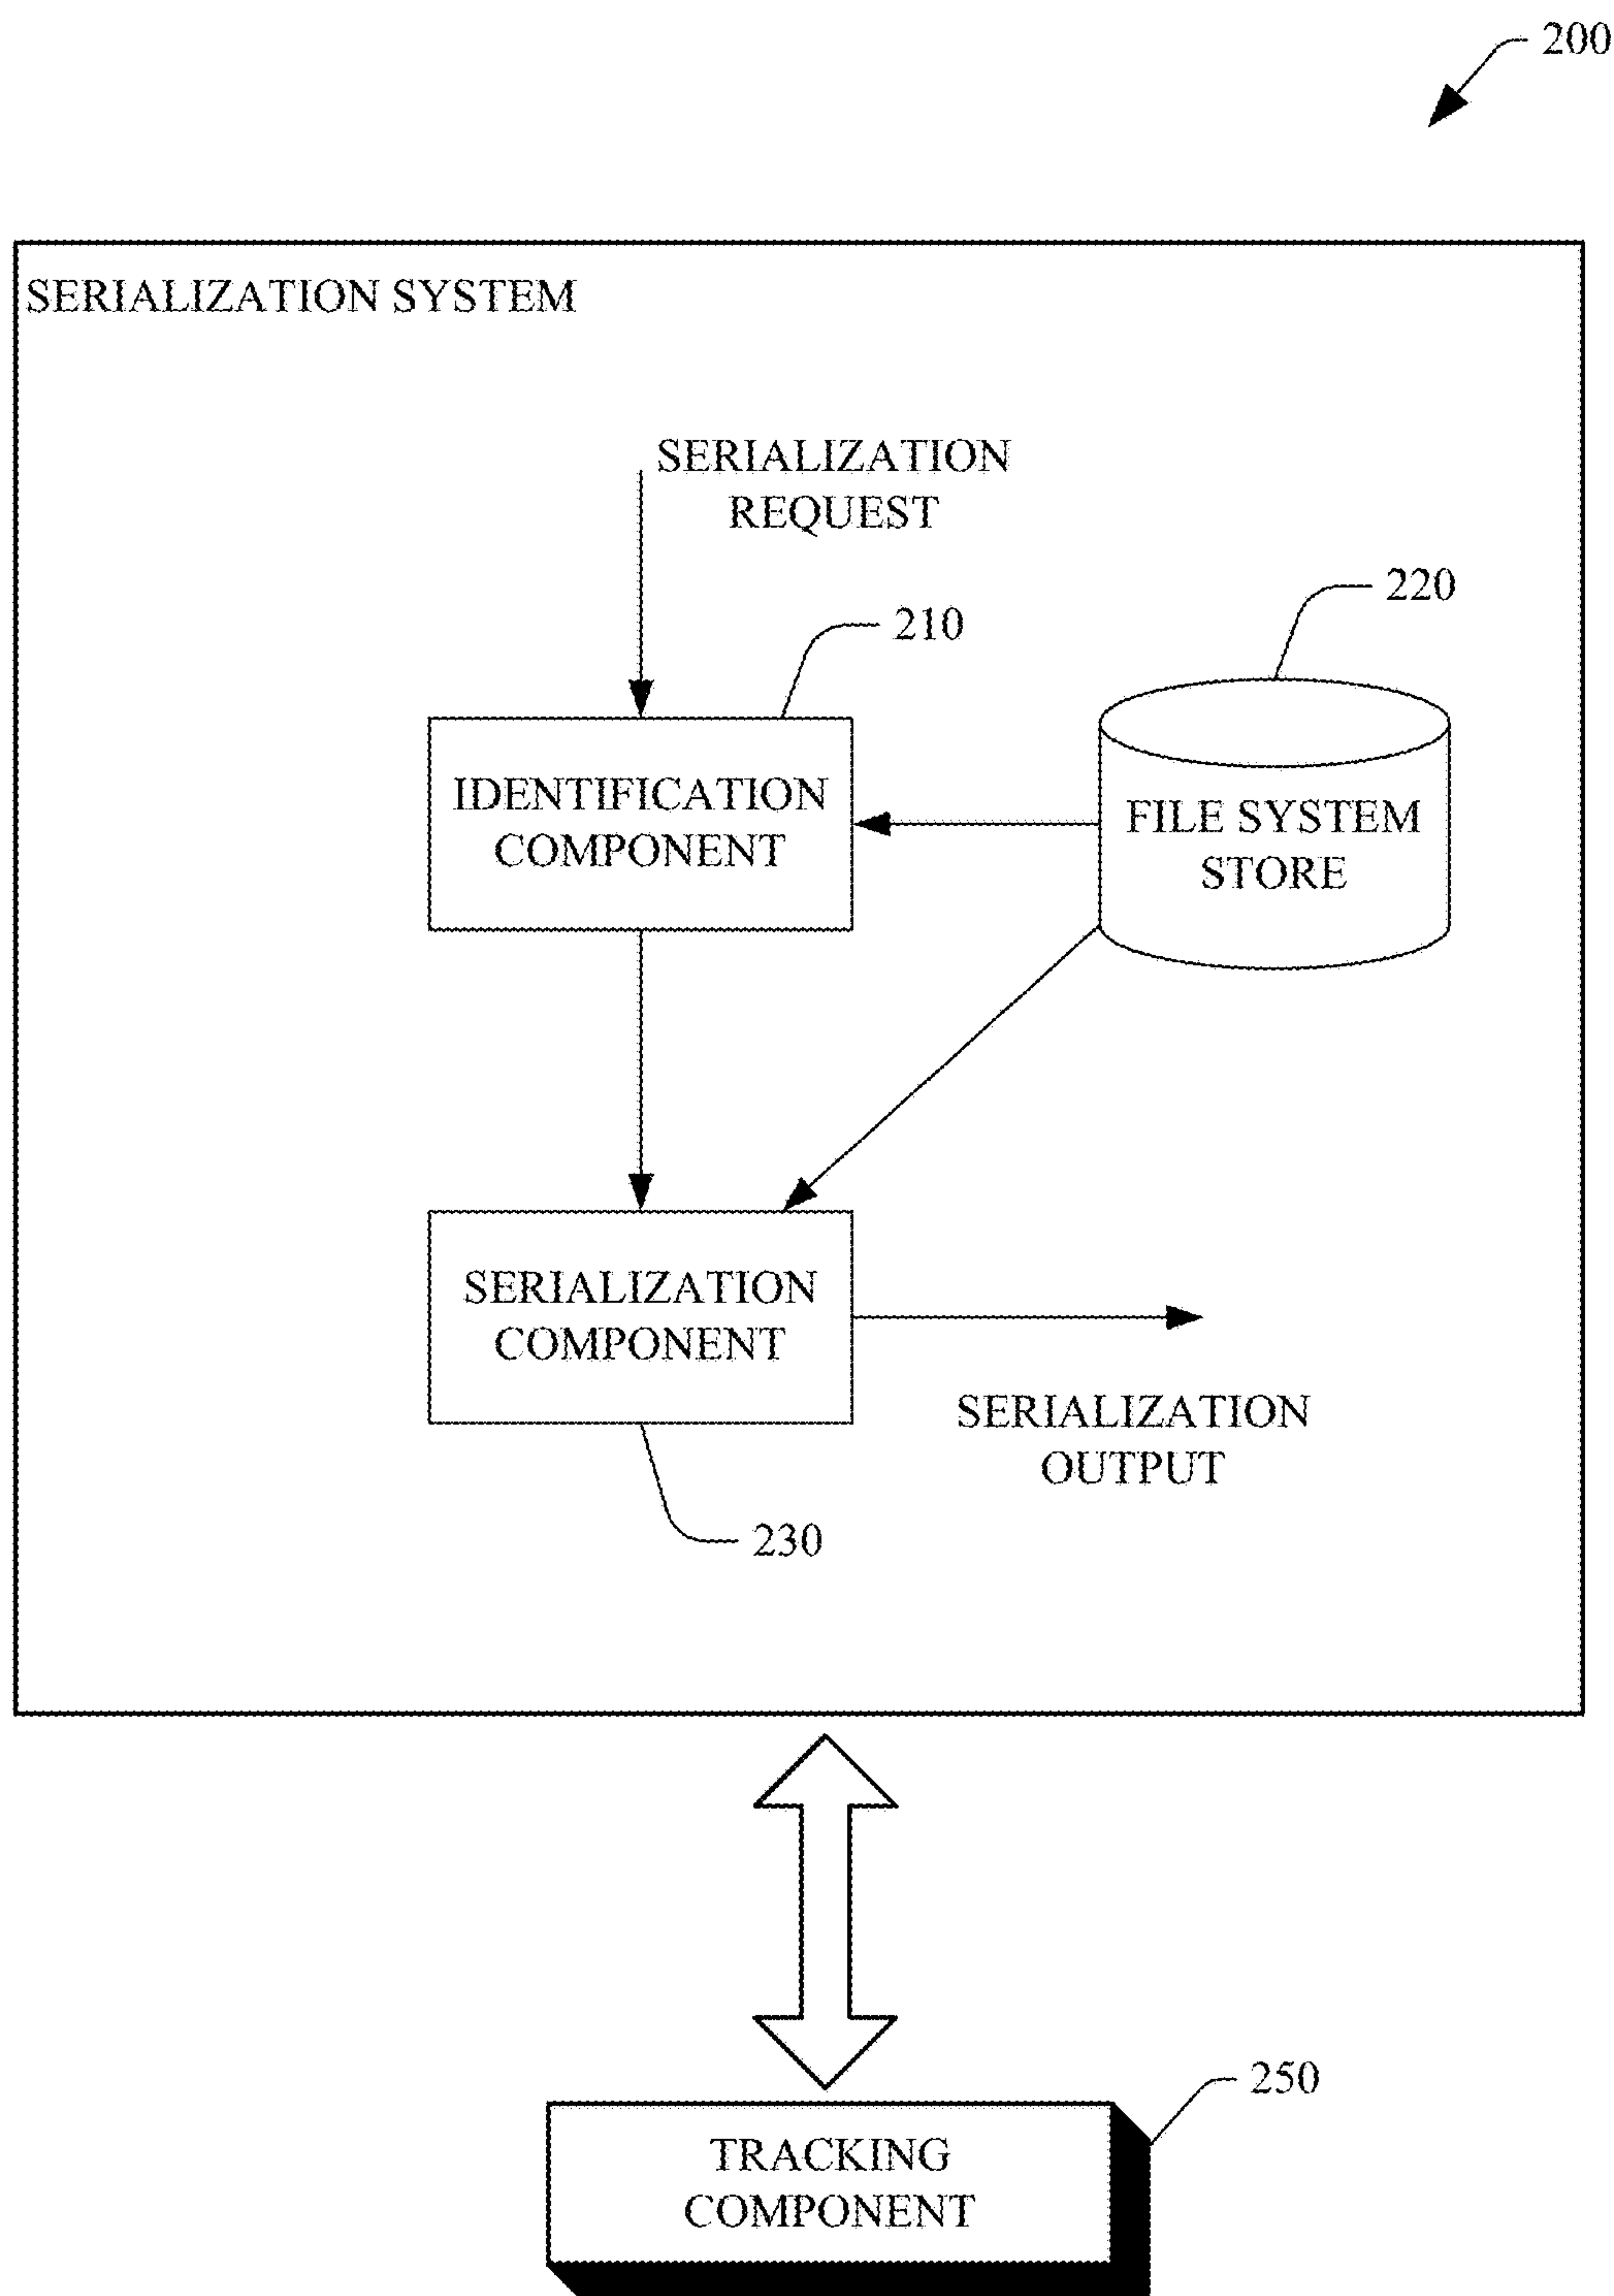 200
SERIALIZATION SYSTEM
SERIALIZATION
REQUEST
220
210
IDENTIFICATION
COMPONENT
FILE SYSTEM
STORE
SERIALIZATION
COMPONENT
SERIALIZATION
OUTPUT
230
250
TRACKING
COMPONENT